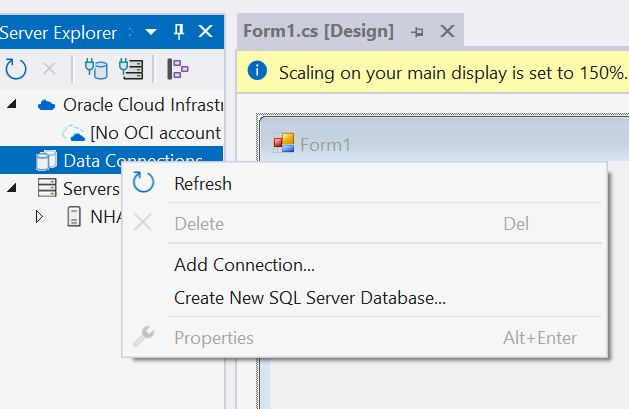 Server Explorer
Form1.cs [Design]
Scaling on your main display is set to 150%.
Oracle Cloud Infrastr
[No OCI account
Form1
Data Connections
Servers
NHA
Refresh
Delete Del
Add Connection...
Create New SQL Server Database...
Properties Alt+Enter